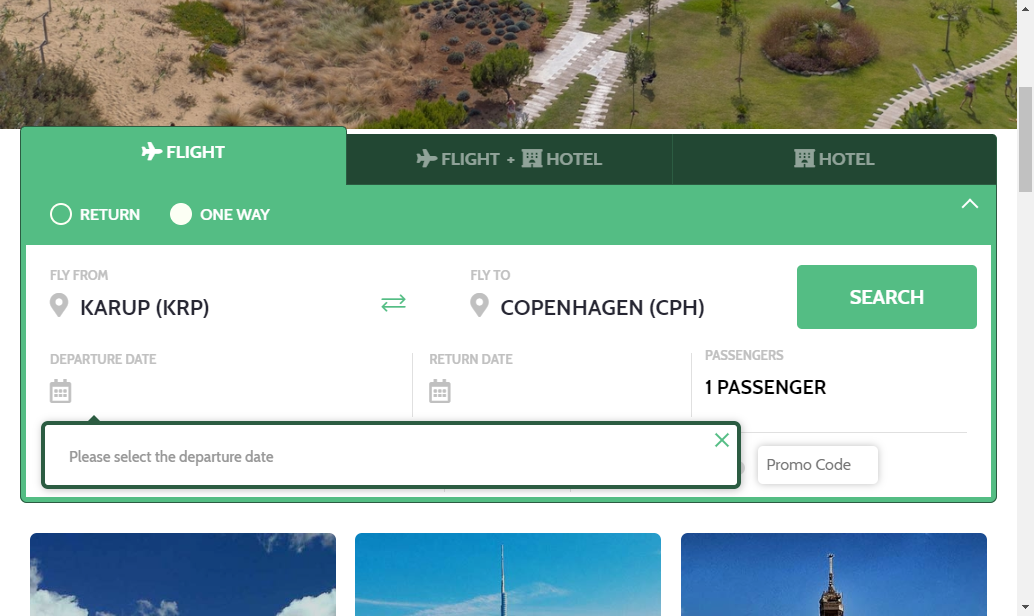 FLIGHT
FLIGHT + HOTEL
HOTEL
RETURN
ONE WAY
FLY FROM
KARUP (KRP)
FLY TO
COPENHAGEN (CPH)
SEARCH
DEPARTURE DATE
RETURN DATE
PASSENGERS
1 PASSENGER
Please select the departure date
Promo Code